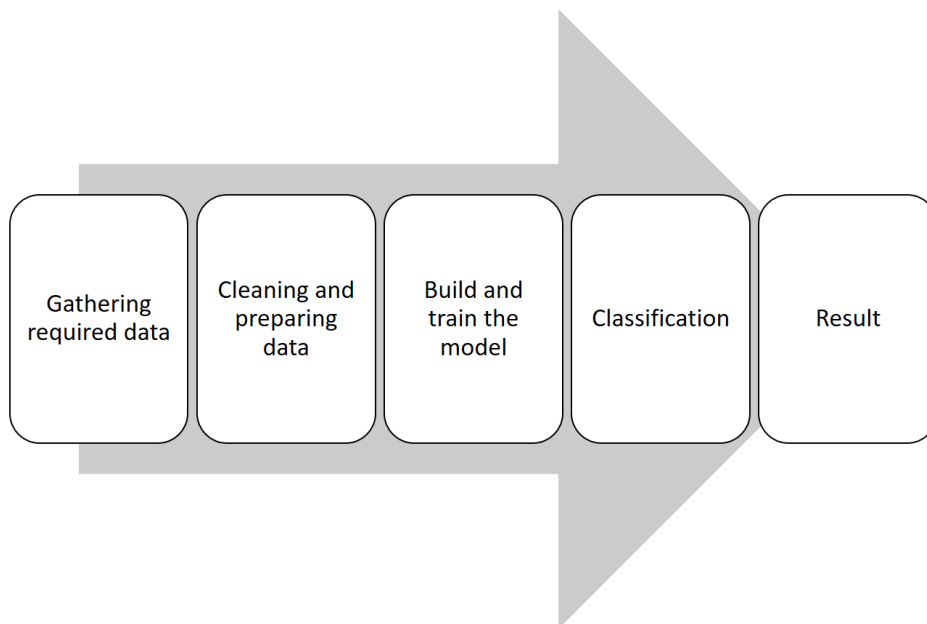 Gathering
required data
Cleaning and
preparing
data
Build and
train the
model
Classification
Result